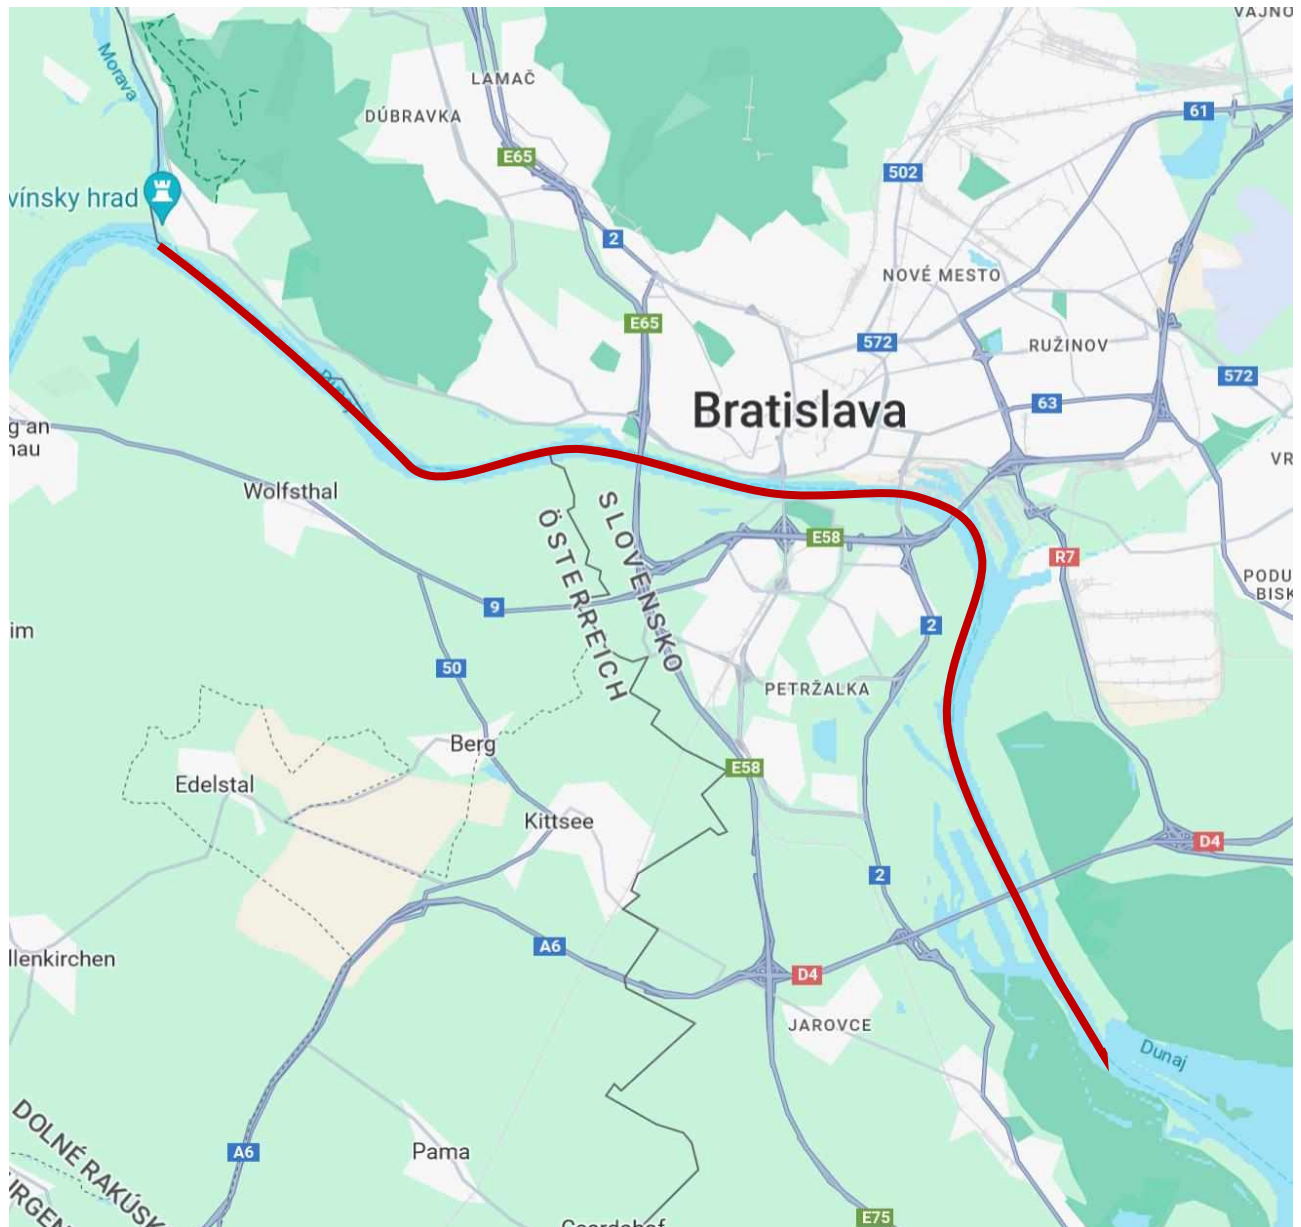 VAJNO
Morava
LAMAČ
DÚBRAVKA
61
E65
502
vínsky hrad
2
NOVÉ MESTO
E65
572
RUŽINOV
572
63
Bratislava
g an
nau
VR
Wolfsthal
SLOVENSKO
ÖSTERREICH
E58
R7
PODU
BISK
9
im
2
50
PETRŽALKA
Berg
E58
Edelstal
Kittsee
D4
2
A6
llenkirchen
D4
JAROVCE
Dunaj
DOLNÉ RAKÚSK
A6
Pama
URGEN
E75